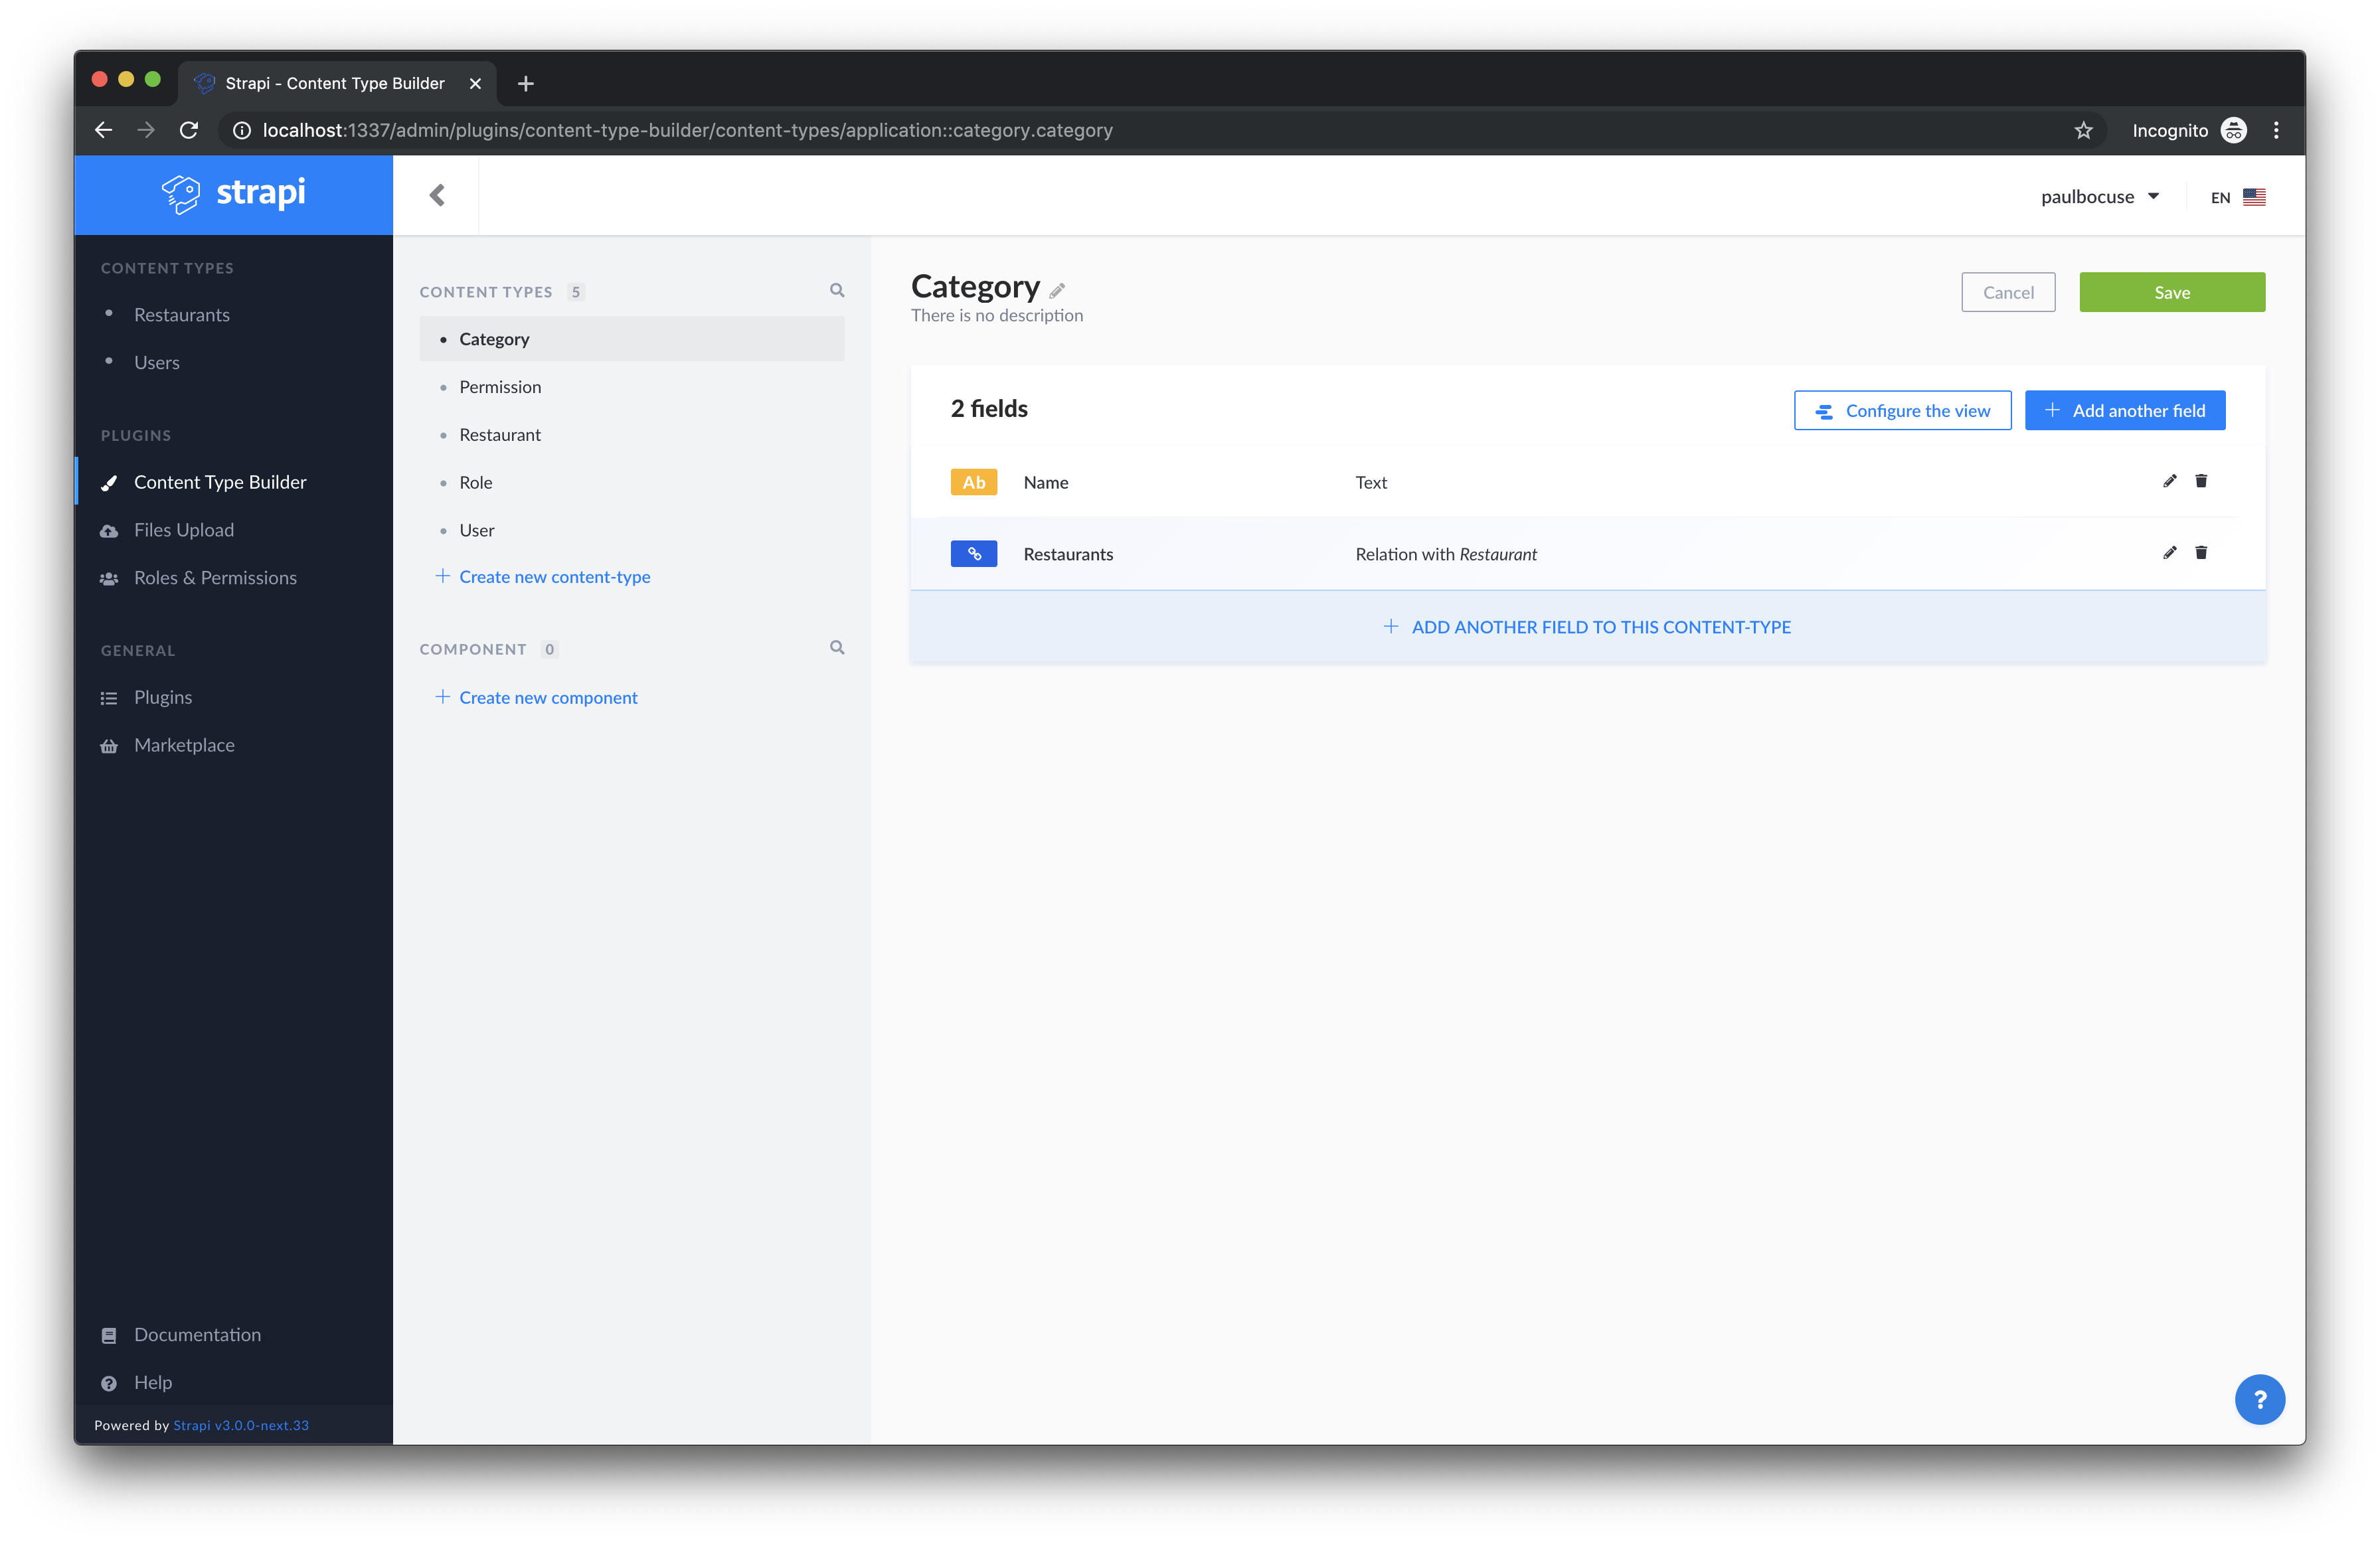 Strapi - Content Type Builder
localhost:1337/admin/plugins/content-type-builder/content-types/application::category.category
Incognito
strapi
paulbocuse
EN
CONTENT TYPES
Restaurants
Users
PLUGINS
Content Type Builder
Files Upload
Roles & Permissions
GENERAL
Plugins
Marketplace
Documentation
Help
Powered by Strapi v3.0.0-next.33
CONTENT TYPES 5
Category
Permission
Restaurant
Role
User
+ Create new content-type
COMPONENT 0
+ Create new component
Category
There is no description
Cancel
Save
2 fields
Configure the view
+ Add another field
Ab Name Text
Restaurants Relation with Restaurant
+ ADD ANOTHER FIELD TO THIS CONTENT-TYPE
?